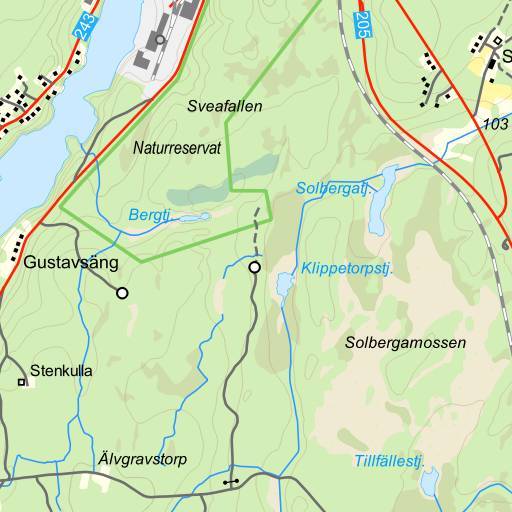 243
205
S
Sveafallen
103
Naturreservat
Solbergatj.
Bergtj.
Gustavsäng
Klippetorpstj.
Solbergamossen
Stenkulla
Älvgravstorp
Tillfällestj.